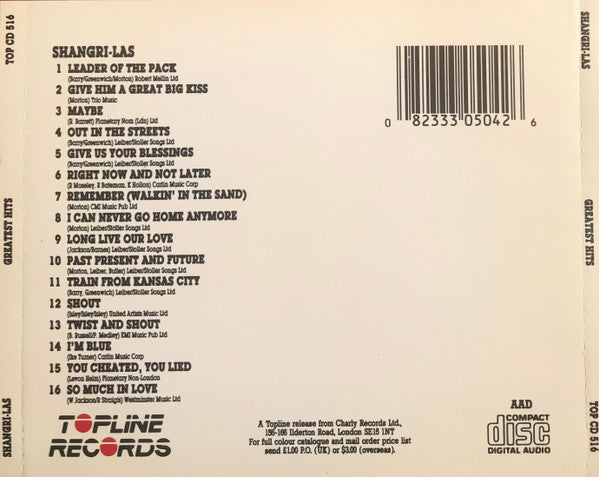 TOP CD 516
GREATEST HITS
SHANGRI-LAS
SHANGRI-LAS
1 LEADER OF THE PACK
(Barry/Greenwich/Morton) Robert Mellin Ltd
2 GIVE HIM A GREAT BIG KISS
(Morton) Trio Music
3 MAYBE
(R. Barrett) Planetary Nom (Ldn) Ltd
4 OUT IN THE STREETS
(Barry/Greenwich) Leiber/Stoller Songs Ltd
5 GIVE US YOUR BLESSINGS
(Barry/Greenwich) Leiber/Stoller Songs Ltd
6 RIGHT NOW AND NOT LATER
(R Moseley, R Bateman, K Hollon) Carlin Music Corp
7 REMEMBER (WALKIN' IN THE SAND)
(Morton) CMI Music Pub Ltd
8 I CAN NEVER GO HOME ANYMORE
(Morton) Leiber/Stoller Songs Ltd
9 LONG LIVE OUR LOVE
(Jackson/Barnes) Leiber/Stoller Songs Ltd
10 PAST PRESENT AND FUTURE
(Morton, Leiber, Butler) Leiber/Stoller Songs Ltd
11 TRAIN FROM KANSAS CITY
(Barry, Greenwich) Leiber/Stoller Songs Ltd
12 SHOUT
(Isley/Isley/Isley) United Artists Music Ltd
13 TWIST AND SHOUT
(B. Russell/P. Medley) EMI Music Pub Ltd
14 I'M BLUE
(Ike Turner) Carlin Music Corp
15 YOU CHEATED, YOU LIED
(Levon Helm) Planetary Non-London
16 SO MUCH IN LOVE
(W Jackson/R Straigis) Westminster Music Ltd
TOPLINE
RECORDS
0 82333 05042 6
A Topline release from Charly Records Ltd.,
156-166 Ilderton Road, London SE15 1NT
For full colour catalogue and mail order price list
send £1.00 P.O. (UK) or $3.00 (overseas).
AAD
COMPACT
disc
DIGITAL AUDIO
SHANGRI-LAS
GREATEST HITS
TOP CD 516